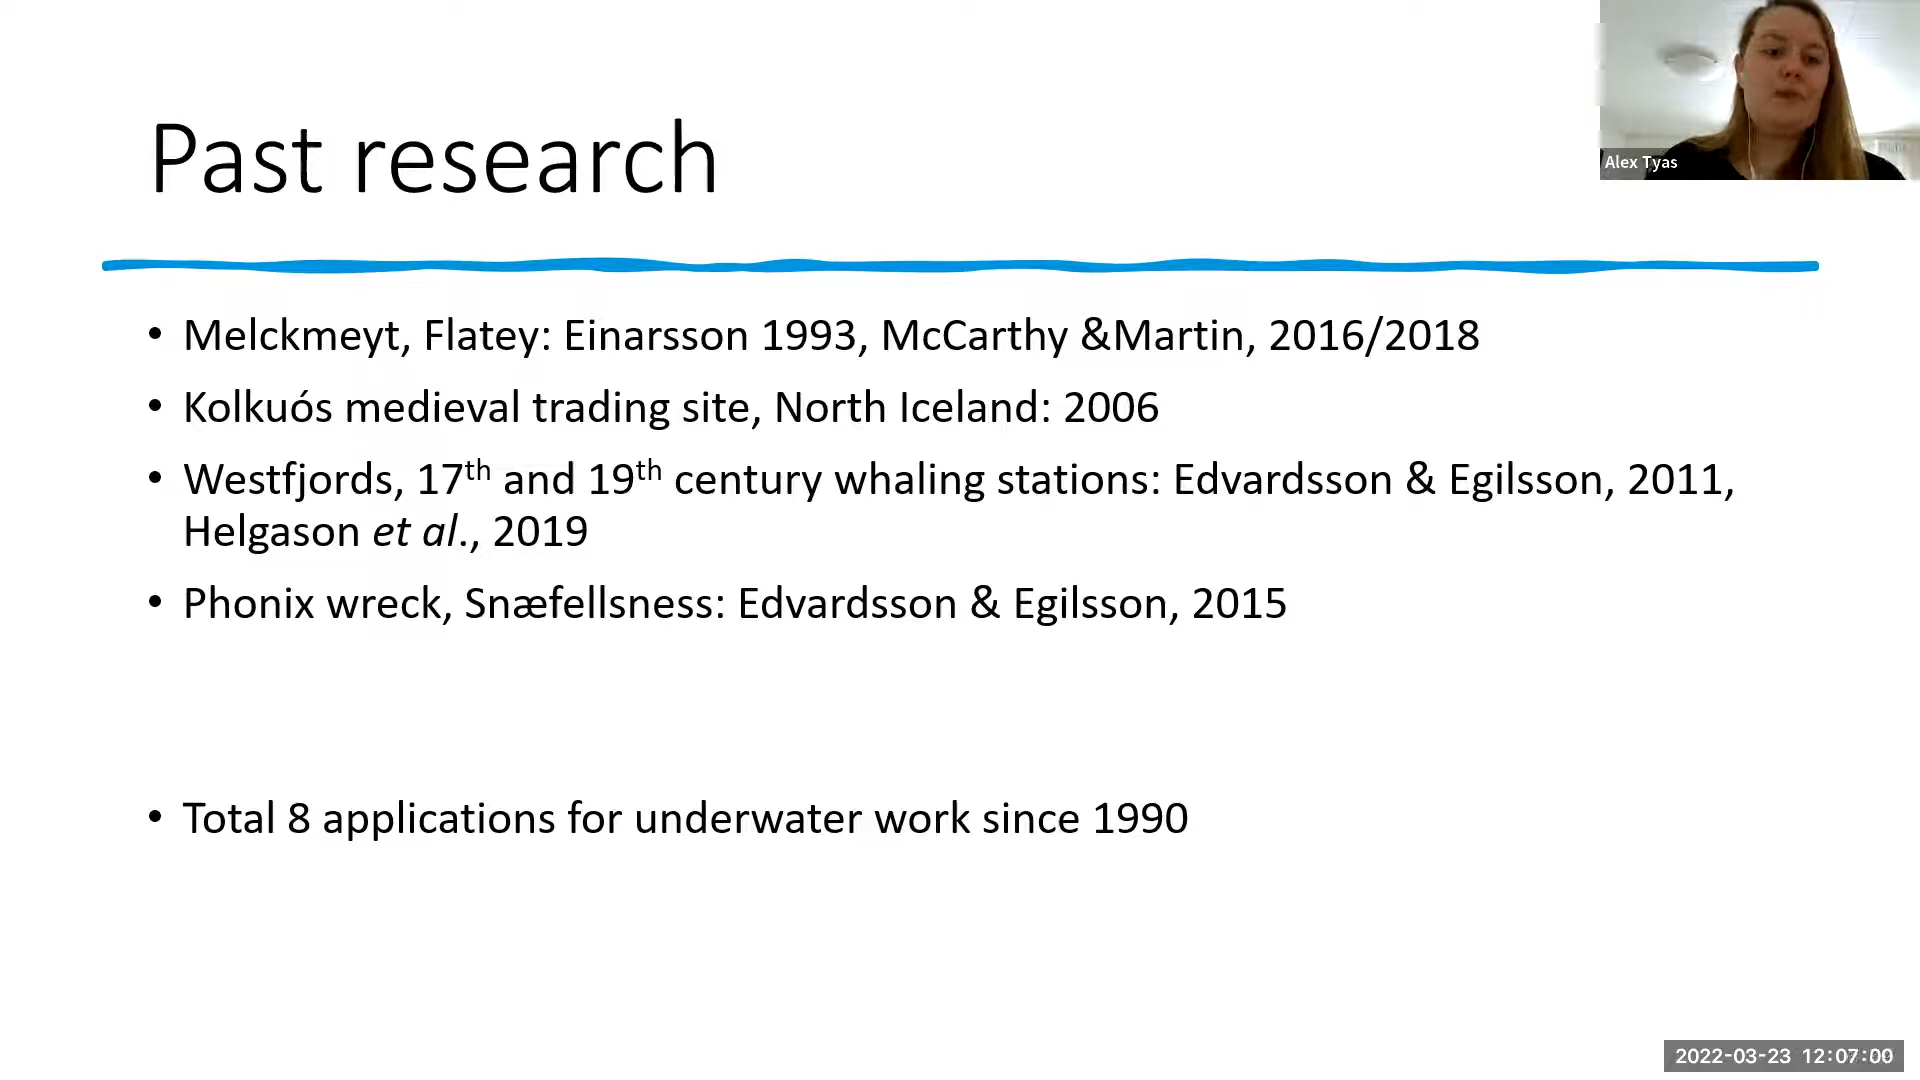 Past research
Alex Tyas
• Melckmeyt, Flatey: Einarsson 1993, McCarthy &Martin, 2016/2018
• Kolkuós medieval trading site, North Iceland: 2006
• Westfjords, 17th and 19th century whaling stations: Edvardsson & Egilsson, 2011,
Helgason et al., 2019
• Phonix wreck, Snæfellsness: Edvardsson & Egilsson, 2015
• Total 8 applications for underwater work since 1990
2022-03-23 12:07:00